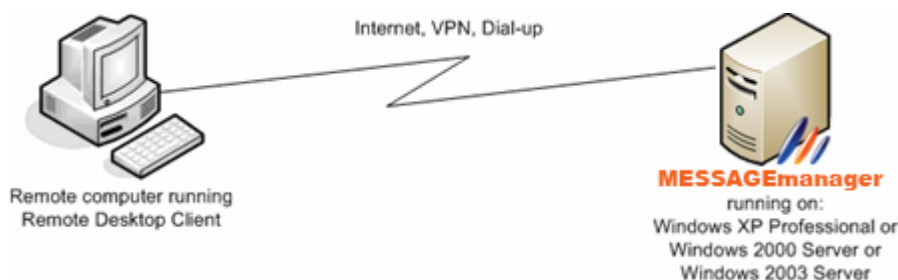 Internet, VPN, Dial-up
Remote computer running
Remote Desktop Client
MESSAGEmanager
running on:
Windows XP Professional or
Windows 2000 Server or
Windows 2003 Server